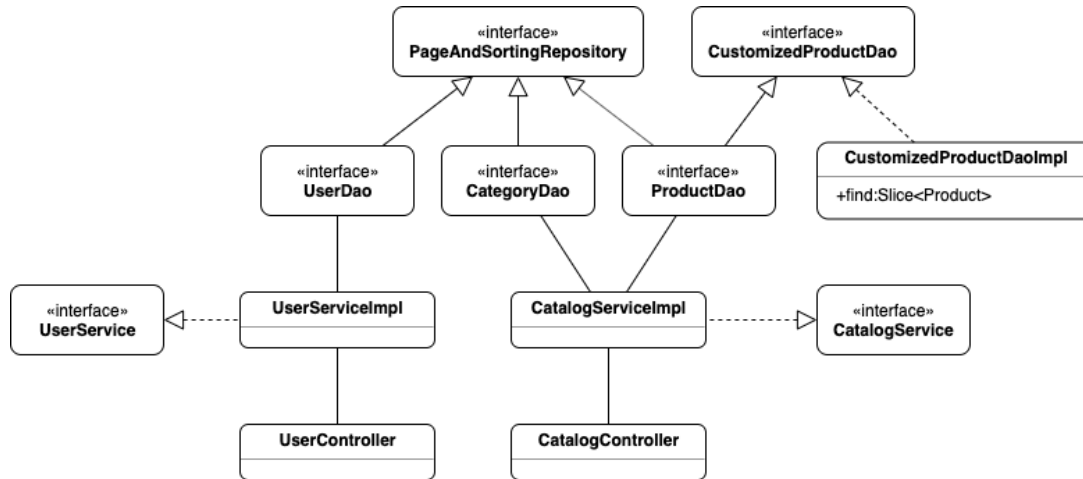 «interface»
PageAndSortingRepository
«interface»
CustomizedProductDao
«interface»
UserDao
«interface»
CategoryDao
«interface»
ProductDao
CustomizedProductDaoImpl
+find:Slice<Product>
«interface»
UserService
UserServiceImpl
CatalogServiceImpl
«interface»
CatalogService
UserController
CatalogController